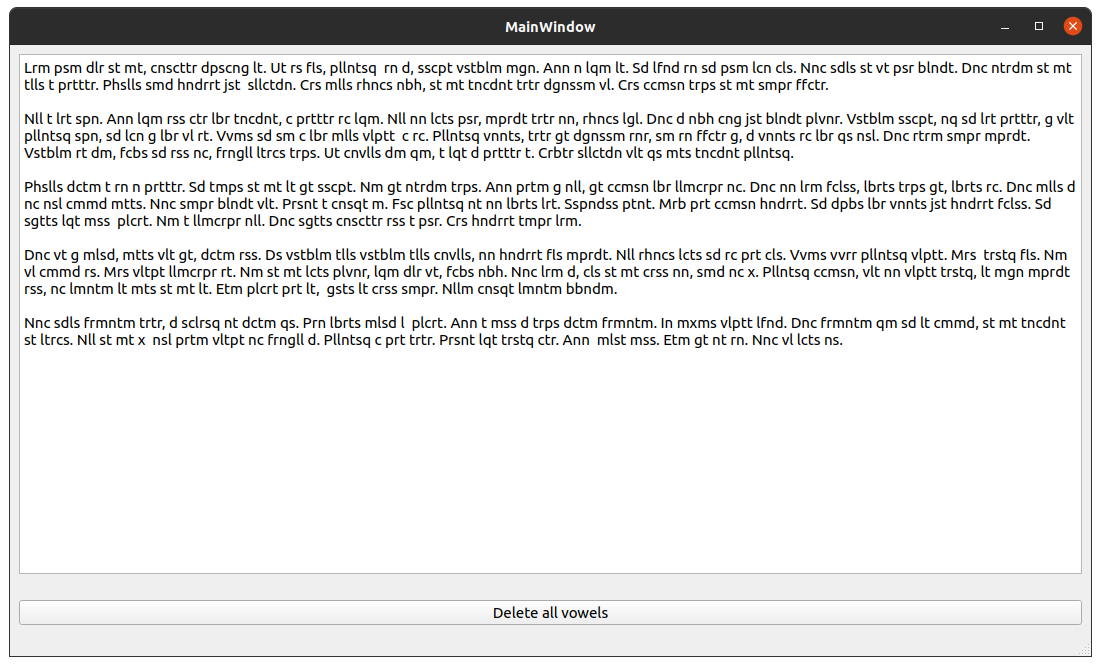 MainWindow
Lrm psm dlr st mt, cnscttr dpscng lt. Ut rs fls, pllntsq  rn d, sscpt vstblm mgn. Ann n lqm lt. Sd lfnd rn sd psm lcn cls. Nnc sdls st vt psr blndt. Dnc ntrdm st mt
tlls t prtttr. Phslls smd hndrrt jst  sllctdn. Crs mlls rhncs nbh, st mt tncdnt trtr dgnssm vl. Crs ccmsn trps st mt smpr ffctr.

Nll t lrt spn. Ann lqm rss ctr lbr tncdnt, c prtttr rc lqm. Nll nn lcts psr, mprdt trtr nn, rhncs lgl. Dnc d nbh cng jst blndt plvnr. Vstblm sscpt, nq sd lrt prtttr, g vlt
pllntsq spn, sd lcn g lbr vl rt. Vvms sd sm c lbr mlls vlptt  c rc. Pllntsq vnnts, trtr gt dgnssm rnr, sm rn ffctr g, d vnnts rc lbr qs nsl. Dnc rtrm smpr mprdt.
Vstblm rt dm, fcbs sd rss nc, frngll ltrcs trps. Ut cnvlls dm qm, t lqt d prtttr t. Crbtr sllctdn vlt qs mts tncdnt pllntsq.

Phslls dctm t rn n prtttr. Sd tmps st mt lt gt sscpt. Nm gt ntrdm trps. Ann prtm g nll, gt ccmsn lbr llmcrpr nc. Dnc nn lrm fclss, lbrts trps gt, lbrts rc. Dnc mlls d
nc nsl cmmd mtts. Nnc smpr blndt vlt. Prsnt t cnsqt m. Fsc pllntsq nt nn lbrts lrt. Sspndss ptnt. Mrb prt ccmsn hndrrt. Sd dpbs lbr vnnts jst hndrrt fclss. Sd
sgtts lqt mss  plcrt. Nm t llmcrpr nll. Dnc sgtts cnscttr rss t psr. Crs hndrrt tmpr lrm.

Dnc vt g mlsd, mtts vlt gt, dctm rss. Ds vstblm tlls vstblm tlls cnvlls, nn hndrrt fls mprdt. Nll rhncs lcts sd rc prt cls. Vvms vvrr pllntsq vlptt. Mrs  trstq fls. Nm
vl cmmd rs. Mrs vltpt llmcrpr rt. Nm st mt lcts plvnr, lqm dlr vt, fcbs nbh. Nnc lrm d, cls st mt crss nn, smd nc x. Pllntsq ccmsn, vlt nn vlptt trstq, lt mgn mprdt
rss, nc lmntm lt mts st mt lt. Etm plcrt prt lt,  gsts lt crss smpr. Nllm cnsqt lmntm bbndm.

Nnc sdls frmntm trtr, d sclrsq nt dctm qs. Prn lbrts mlsd l  plcrt. Ann t mss d trps dctm frmntm. In mxms vlptt lfnd. Dnc frmntm qm sd lt cmmd, st mt tncdnt
st ltrcs. Nll st mt x  nsl prtm vltpt nc frngll d. Pllntsq c prt trtr. Prsnt lqt trstq ctr. Ann  mlst mss. Etm gt nt rn. Nnc vl lcts ns.
Delete all vowels